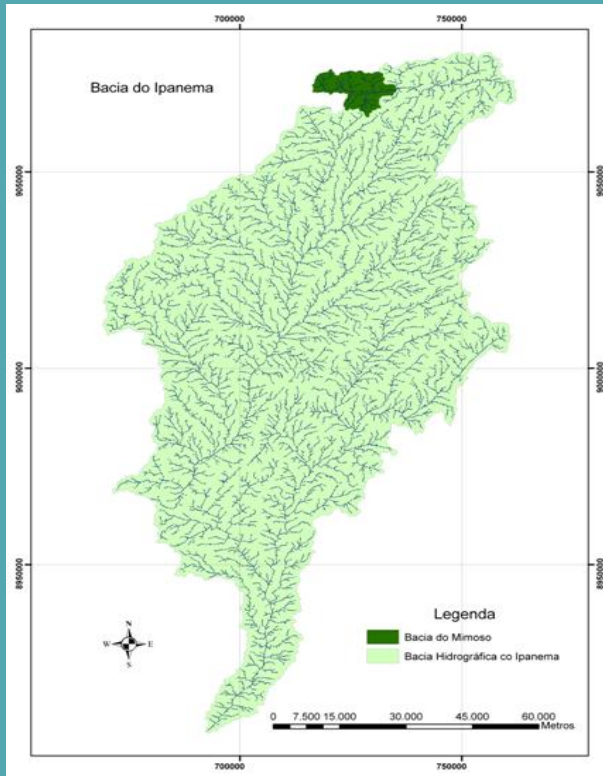 700000 750000
Bacia do Ipanema
9050000 9050000
9000000 9000000
8950000 8950000
Legenda
Bacia do Mimoso
Bacia Hidrográfica co Ipanema
N
W E
S
0 7.500 15.000 30.000 45.000 60.000
Metros
700000 750000